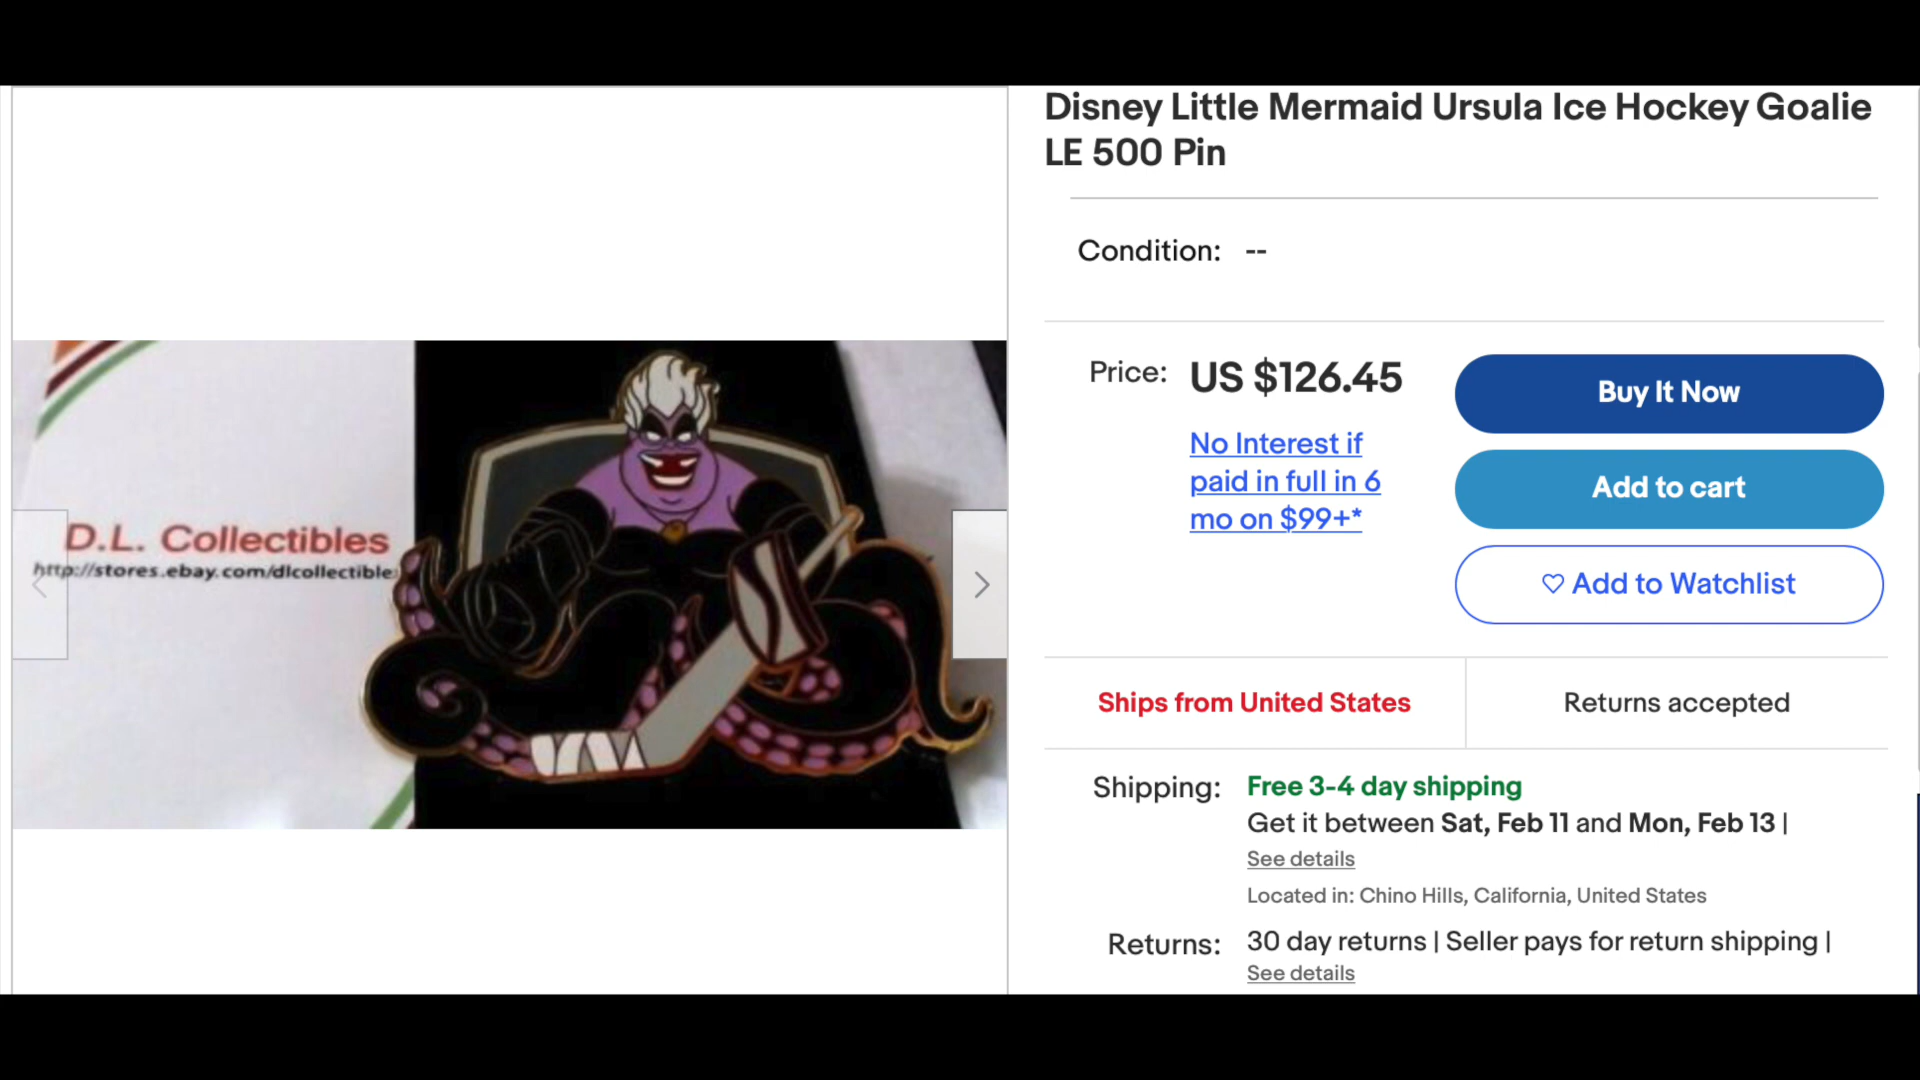 Disney Little Mermaid Ursula Ice Hockey Goalie
LE 500 Pin
Condition: --
Price: US $126.45
No Interest if
paid in full in 6
mo on $99+*
Buy It Now
Add to cart
Add to Watchlist
D.L. Collectibles
http://stores.ebay.com/dlcollectible
Ships from United States
Returns accepted
Shipping: Free 3-4 day shipping
Get it between Sat, Feb 11 and Mon, Feb 13 |
See details
Located in: Chino Hills, California, United States
Returns: 30 day returns | Seller pays for return shipping |
See details